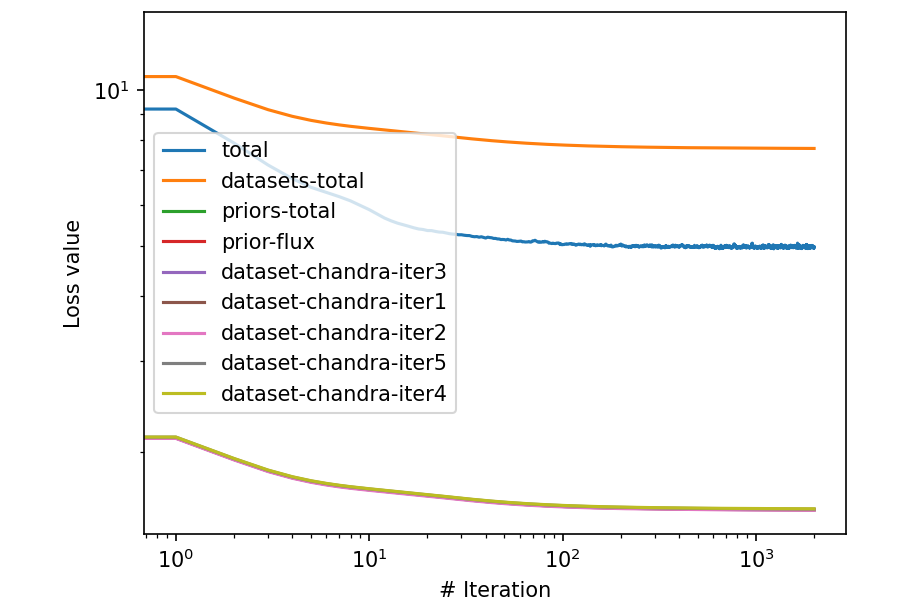 10¹
Loss value
total
datasets-total
priors-total
prior-flux
dataset-chandra-iter3
dataset-chandra-iter1
dataset-chandra-iter2
dataset-chandra-iter5
dataset-chandra-iter4
10⁰ 10¹ 10² 10³
# Iteration